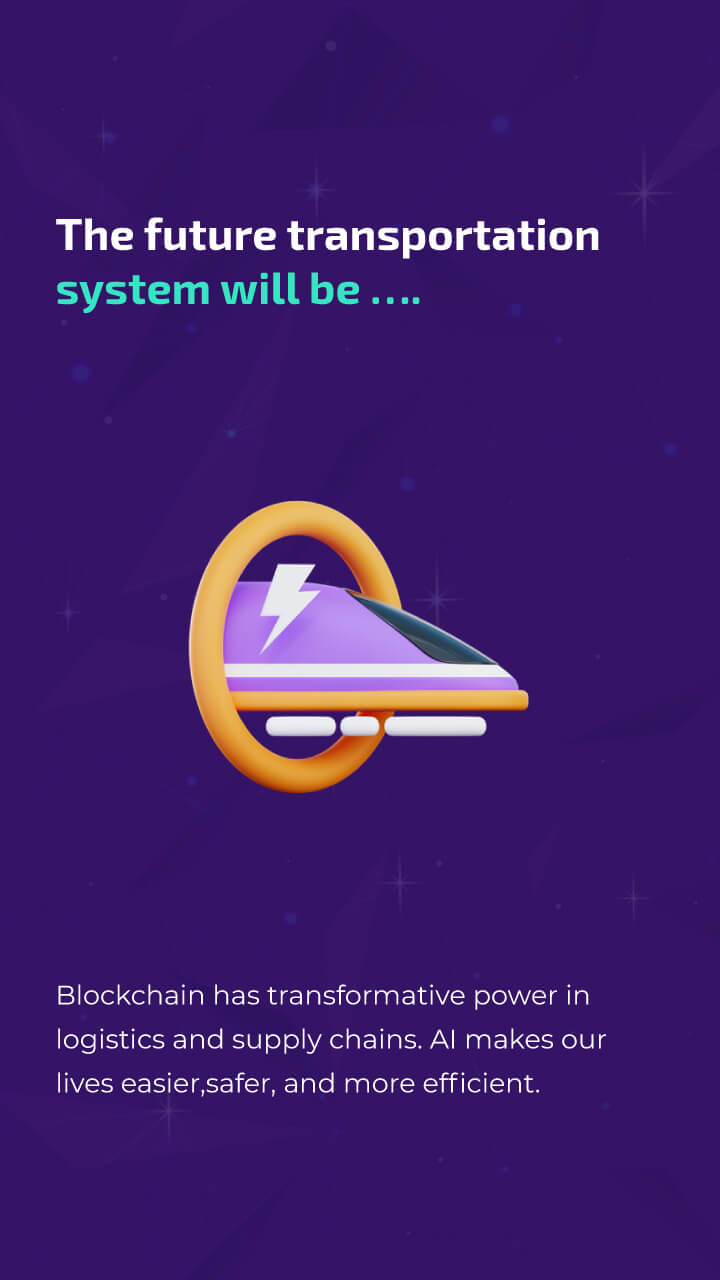 The future transportation
system will be ....
Blockchain has transformative power in
logistics and supply chains. AI makes our
lives easier,safer, and more efficient.